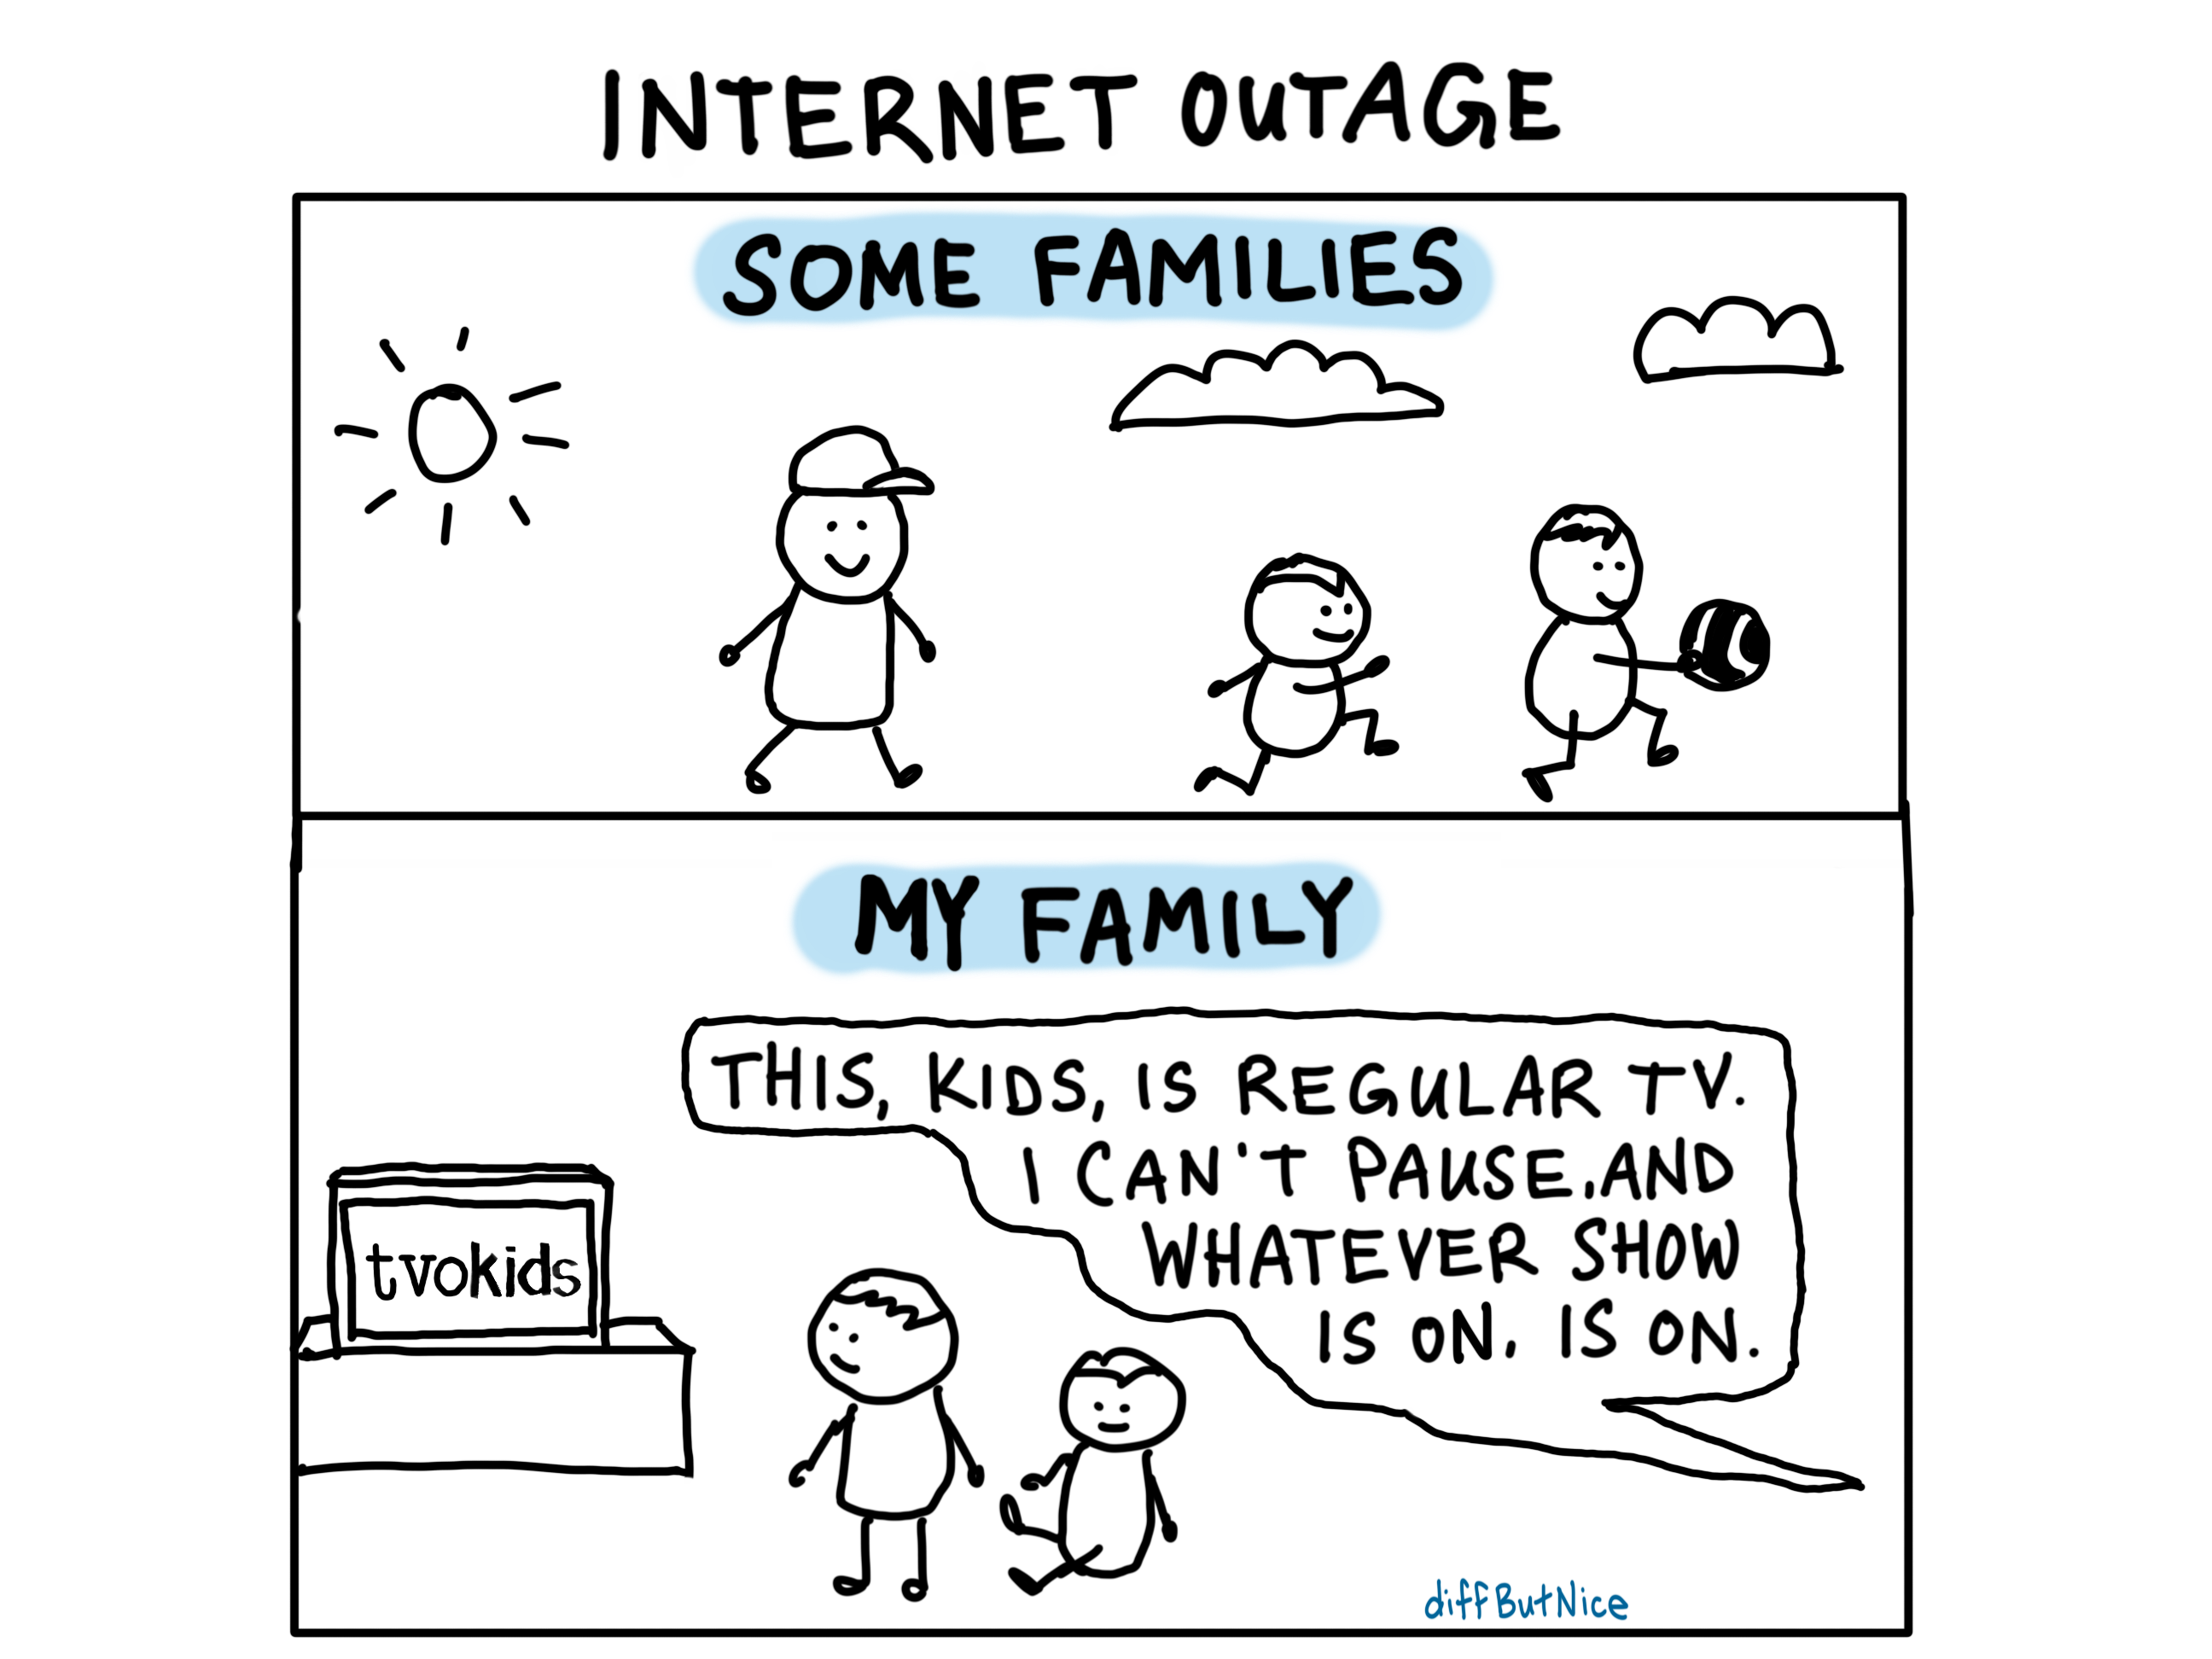 INTERNET OUTAGE
SOME FAMILIES
MY FAMILY
THIS, KIDS, IS REGULAR TV.
I CAN'T PAUSE, AND
WHATEVER SHOW
IS ON, IS ON.
tvokids
diffButNice